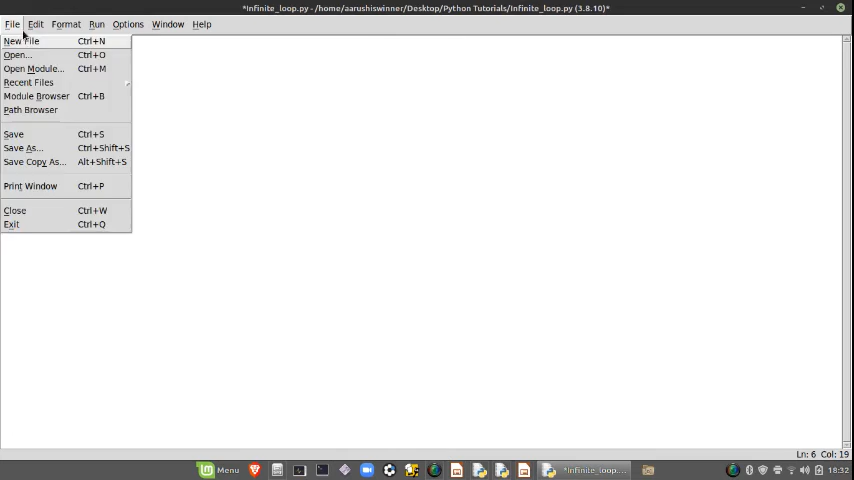 *Infinite_loop.py - /home/aarushiswinner/Desktop/Python Tutorials/Infinite_loop.py (3.8.10)*
File Edit Format Run Options Window Help
New File Ctrl+N
Open... Ctrl+O
Open Module... Ctrl+M
Recent Files
Module Browser Ctrl+B
Path Browser
Save Ctrl+S
Save As... Ctrl+Shift+S
Save Copy As... Alt+Shift+S
Print Window Ctrl+P
Close Ctrl+W
Exit Ctrl+Q
Ln: 6 Col: 19
Menu *Infinite_loop.... 18:32